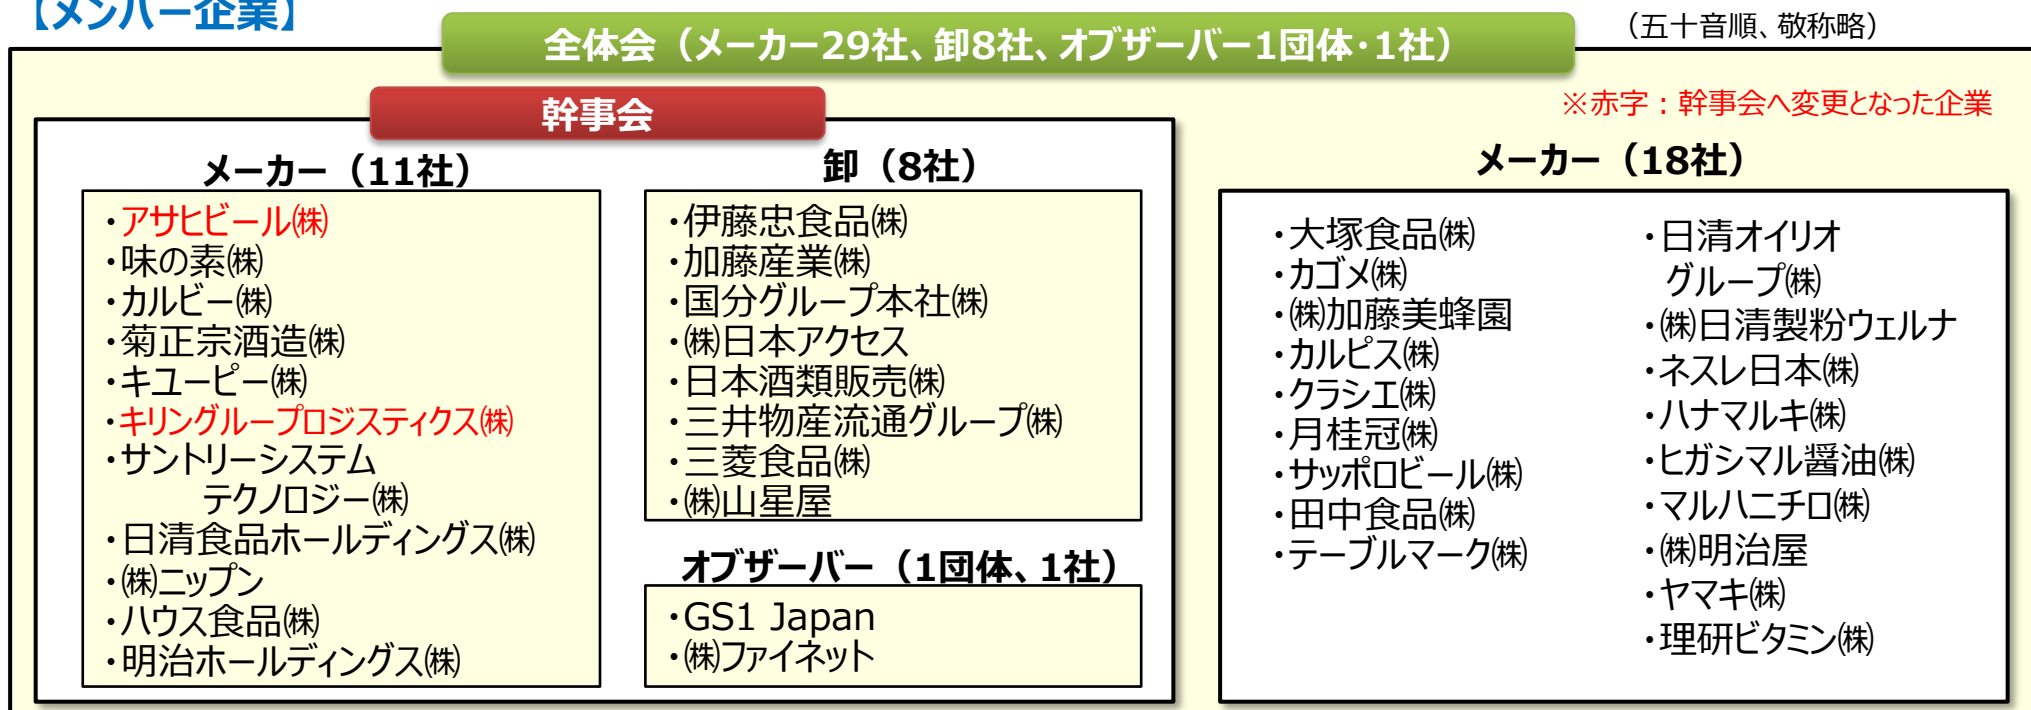 【メンバー企業】
全体会（メーカー29社、卸8社、オブザーバー1団体・1社）
（五十音順、敬称略）
※赤字：幹事会へ変更となった企業
幹事会
メーカー（11社）
・アサヒビール㈱
・味の素㈱
・カルビー㈱
・菊正宗酒造㈱
・キユーピー㈱
・キリングループロジスティクス㈱
・サントリーシステム
テクノロジー㈱
・日清食品ホールディングス㈱
・㈱ニップン
・ハウス食品㈱
・明治ホールディングス㈱
卸（8社）
・伊藤忠食品㈱
・加藤産業㈱
・国分グループ本社㈱
・㈱日本アクセス
・日本酒類販売㈱
・三井物産流通グループ㈱
・三菱食品㈱
・㈱山星屋
オブザーバー（1団体、1社）
・GS1 Japan
・㈱ファイネット
メーカー（18社）
・大塚食品㈱
・カゴメ㈱
・㈱加藤美蜂園
・カルピス㈱
・クラシエ㈱
・月桂冠㈱
・サッポロビール㈱
・田中食品㈱
・テーブルマーク㈱
・日清オイリオ
グループ㈱
・㈱日清製粉ウェルナ
・ネスレ日本㈱
・ハナマルキ㈱
・ヒガシマル醤油㈱
・マルハニチロ㈱
・㈱明治屋
・ヤマキ㈱
・理研ビタミン㈱